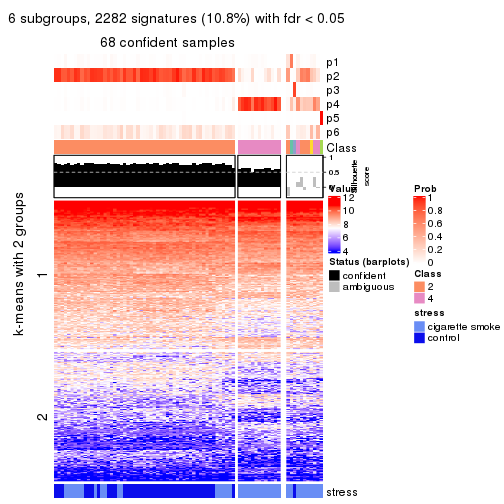 6 subgroups, 2282 signatures (10.8%) with fdr < 0.05
68 confident samples
p1
p2
p3
p4
p5
p6
Class
1
0.5
0
silhouette
score
k-means with 2 groups
1
2
Value
12
10
8
6
4
Status (barplots)
confident
ambiguous
Prob
1
0.8
0.6
0.4
0.2
0
Class
2
4
stress
cigarette smoke
control
stress